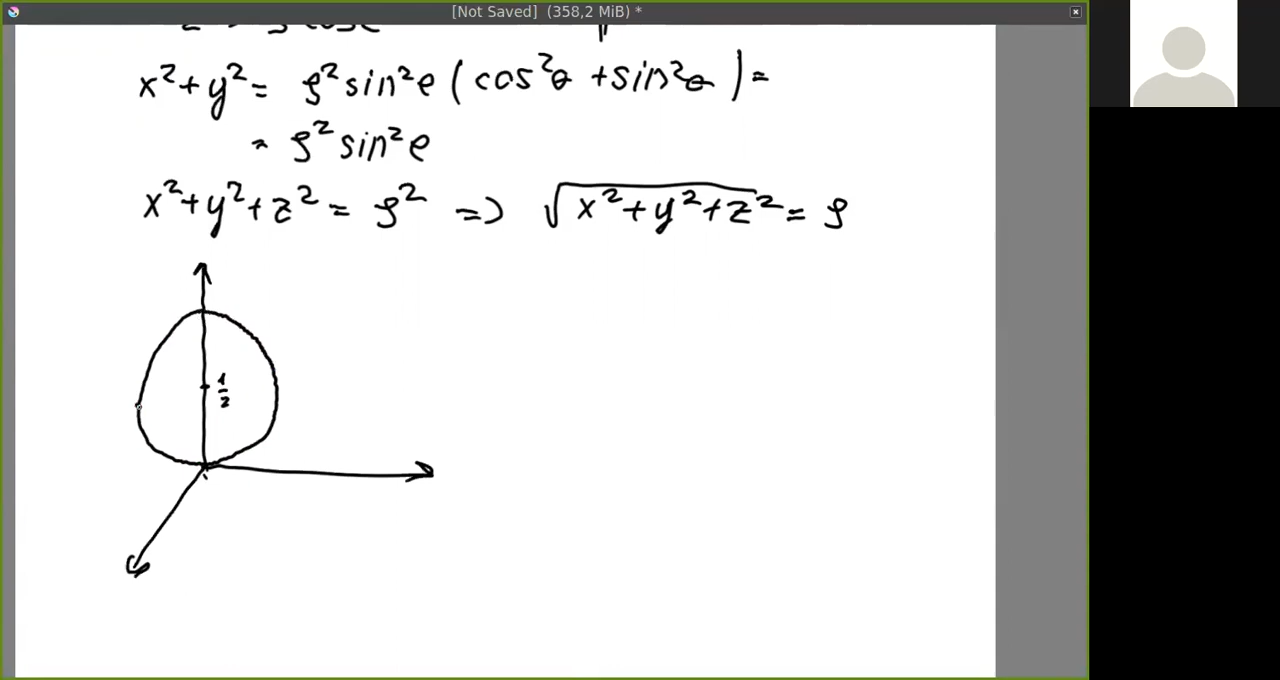 [Not Saved] (358,2 MiB) *
x²+y²= ρ²sin²φ (cos²θ +sin²θ)=
= ρ²sin²φ
x²+y²+z²= ρ² => √x²+y²+z² = ρ
1/2